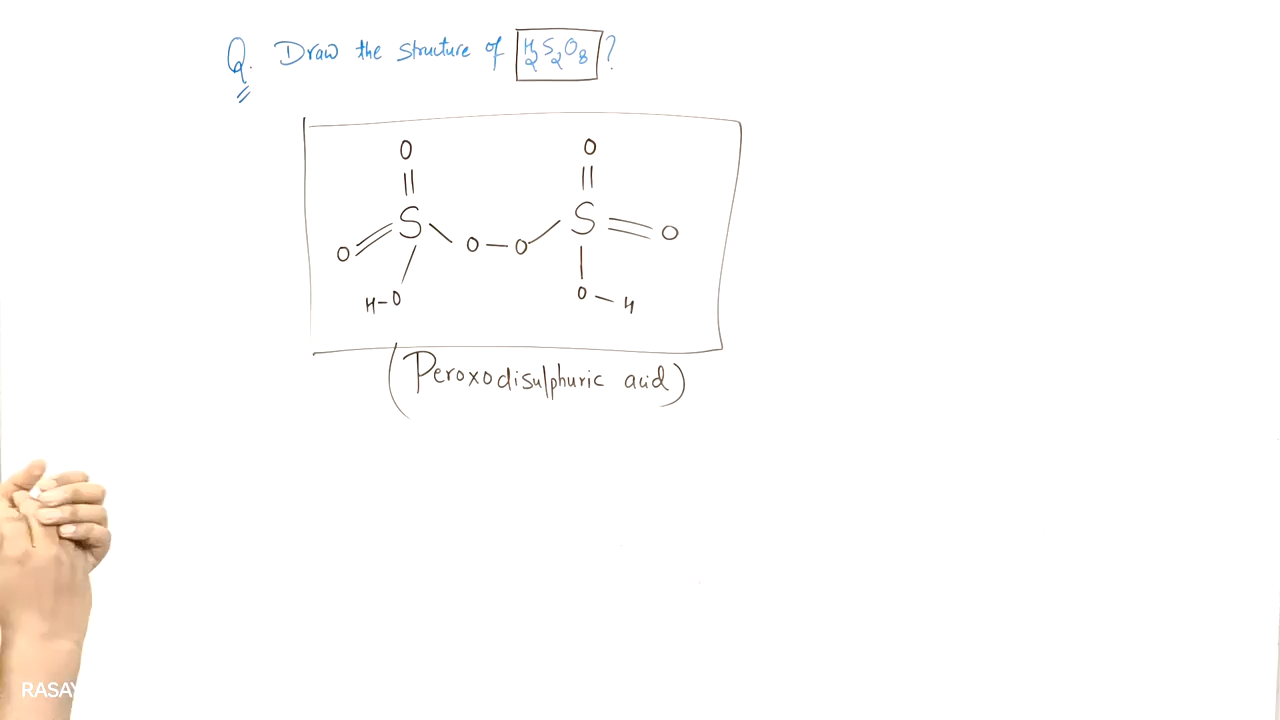 Q. Draw the structure of H₂S₂O₈ ?
O O
S S
O O – O O
H–O O – H
(Peroxodisulphuric acid)
RASAY